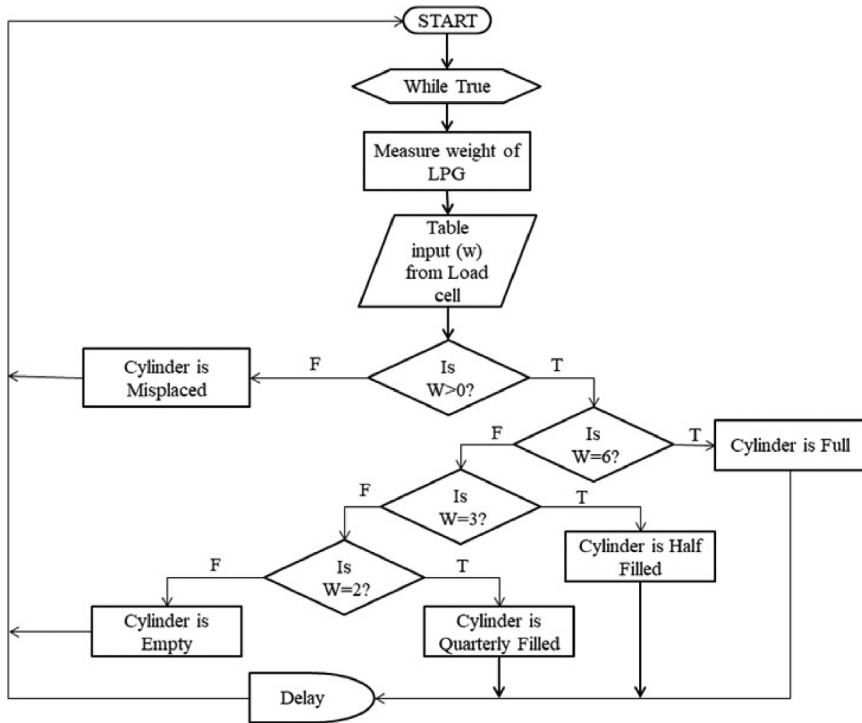 START
While True
Measure weight of
LPG
Table
input (w)
from Load
cell
Is
W>0?
F
T
Cylinder is
Misplaced
Is
W=6?
F
T
Cylinder is Full
Is
W=3?
F
T
Cylinder is Half
Filled
Is
W=2?
F
T
Cylinder is
Empty
Cylinder is
Quarterly Filled
Delay